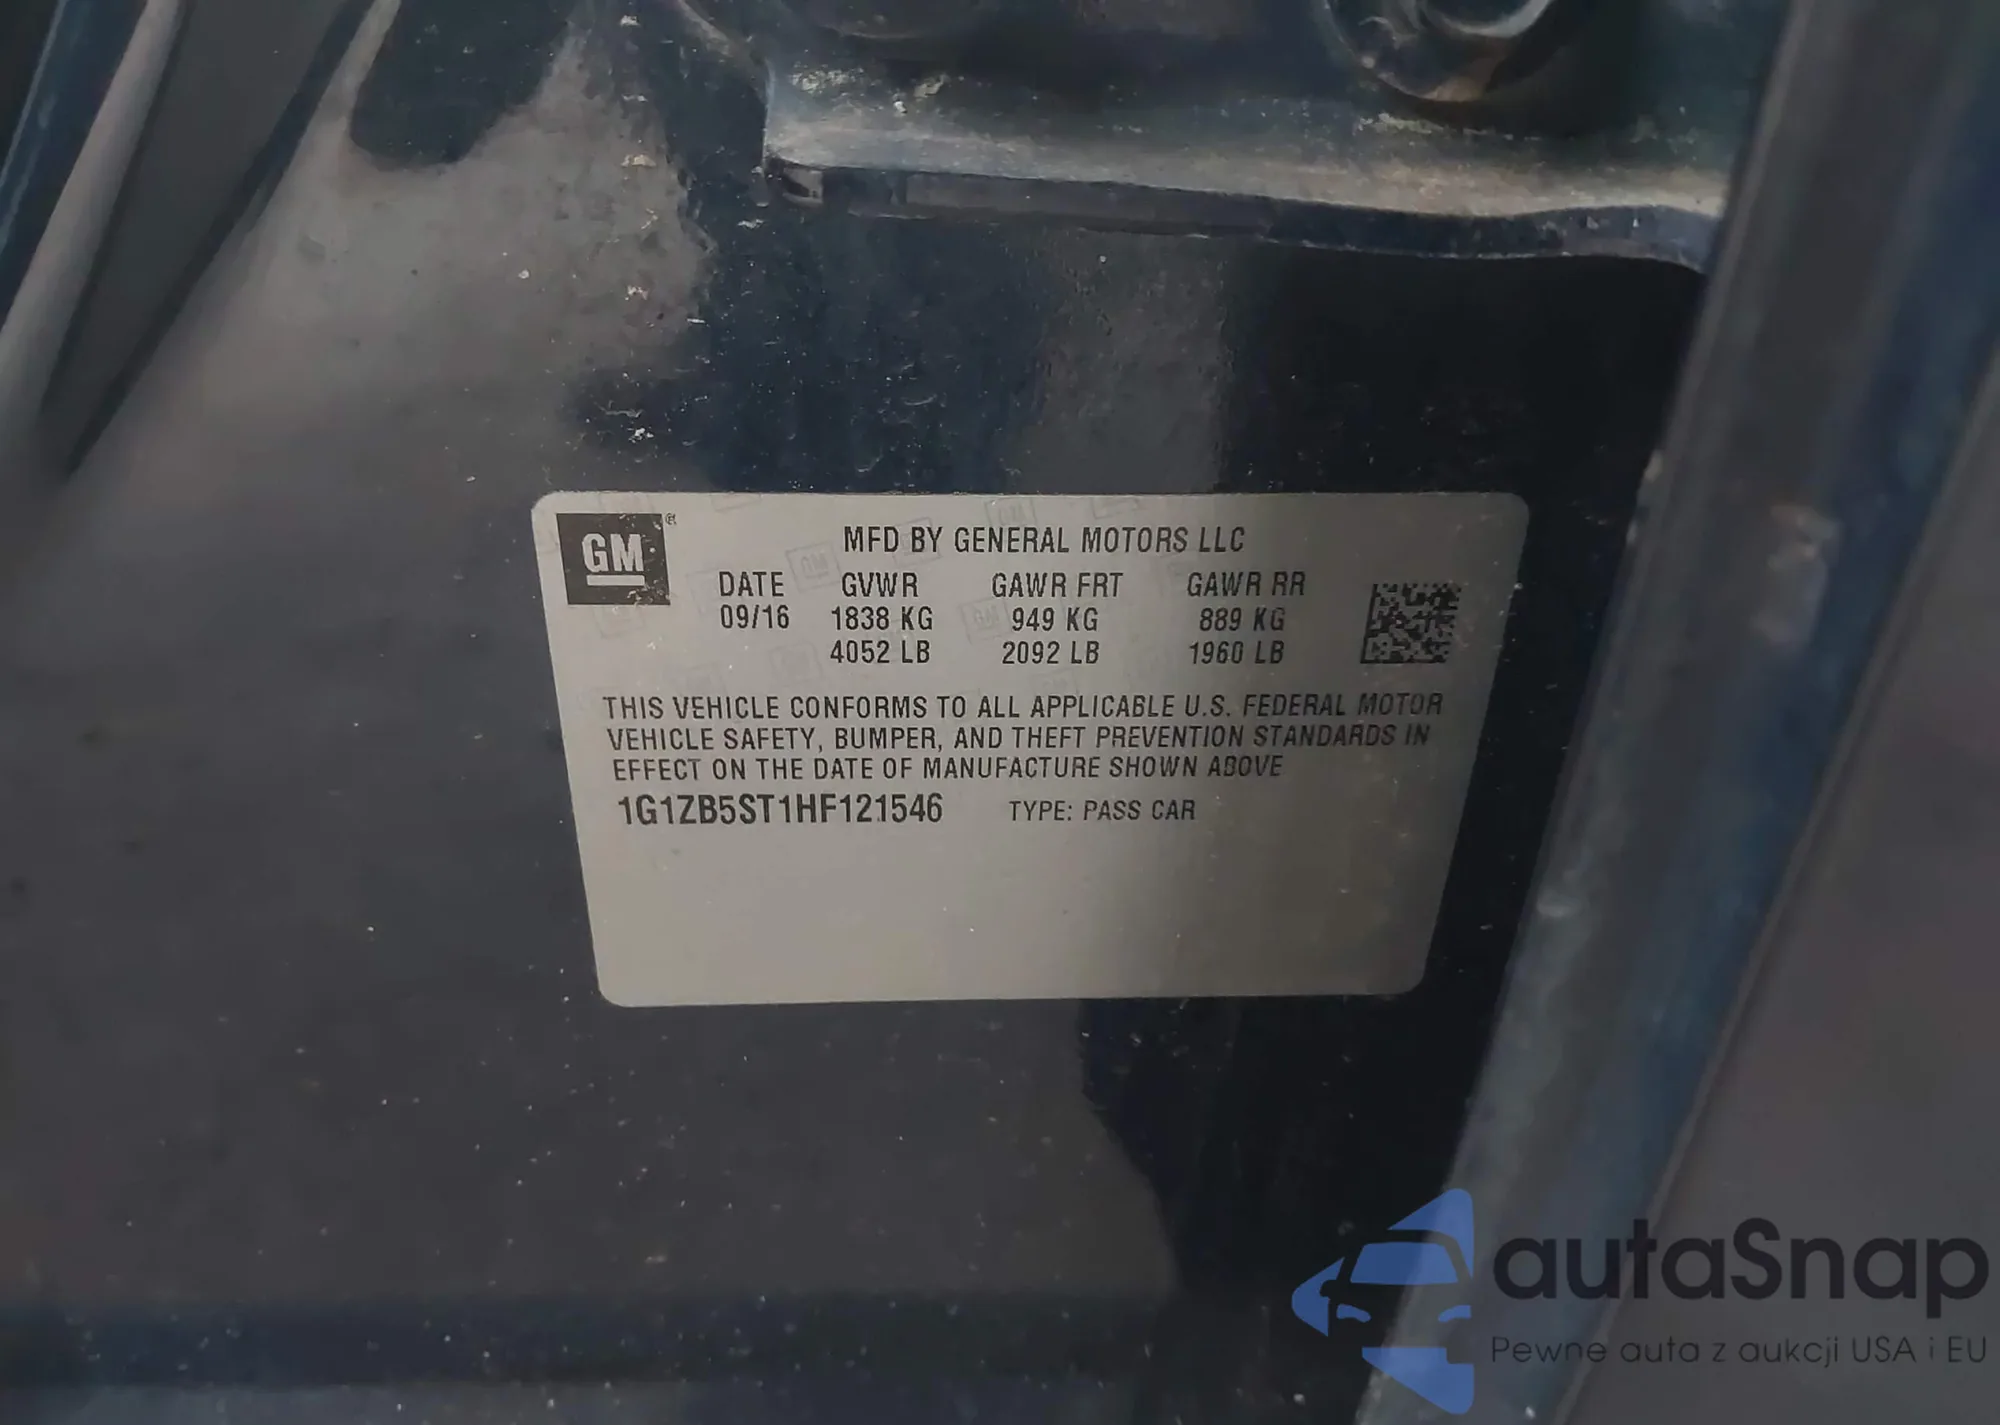 GM
MFD BY GENERAL MOTORS LLC
DATE GVWR GAWR FRT GAWR RR
09/16 1838 KG 949 KG 889 KG
4052 LB 2092 LB 1960 LB
THIS VEHICLE CONFORMS TO ALL APPLICABLE U.S. FEDERAL MOTOR
VEHICLE SAFETY, BUMPER, AND THEFT PREVENTION STANDARDS IN
EFFECT ON THE DATE OF MANUFACTURE SHOWN ABOVE
1G1ZB5ST1HF121546 TYPE: PASS CAR
autaSnap
Pewne auta z aukcji USA i EU